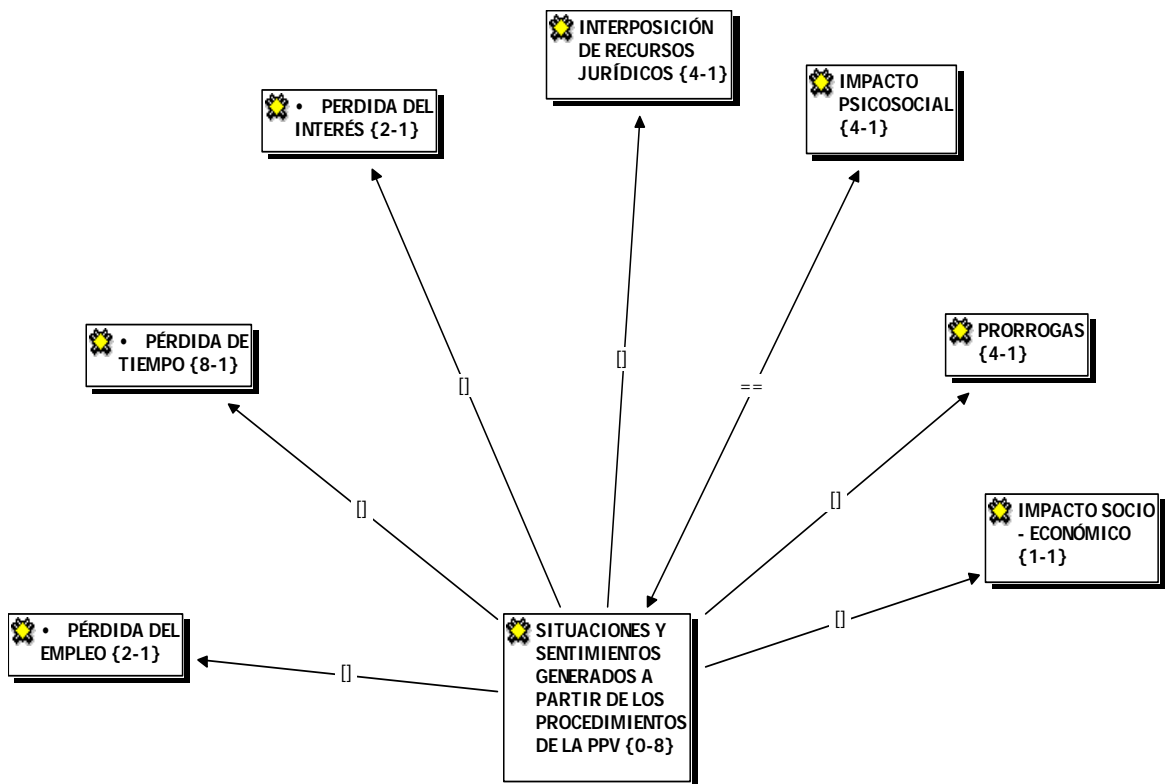 INTERPOSICIÓN
DE RECURSOS
JURÍDICOS {4-1}
IMPACTO
PSICOSOCIAL
{4-1}
• PERDIDA DEL
INTERÉS {2-1}
• PÉRDIDA DE
TIEMPO {8-1}
PRORROGAS
{4-1}
[]
[]
==
[]
[]
IMPACTO SOCIO
- ECONÓMICO
{1-1}
• PÉRDIDA DEL
EMPLEO {2-1}
[]
[]
SITUACIONES Y
SENTIMIENTOS
GENERADOS A
PARTIR DE LOS
PROCEDIMIENTOS
DE LA PPV {0-8}